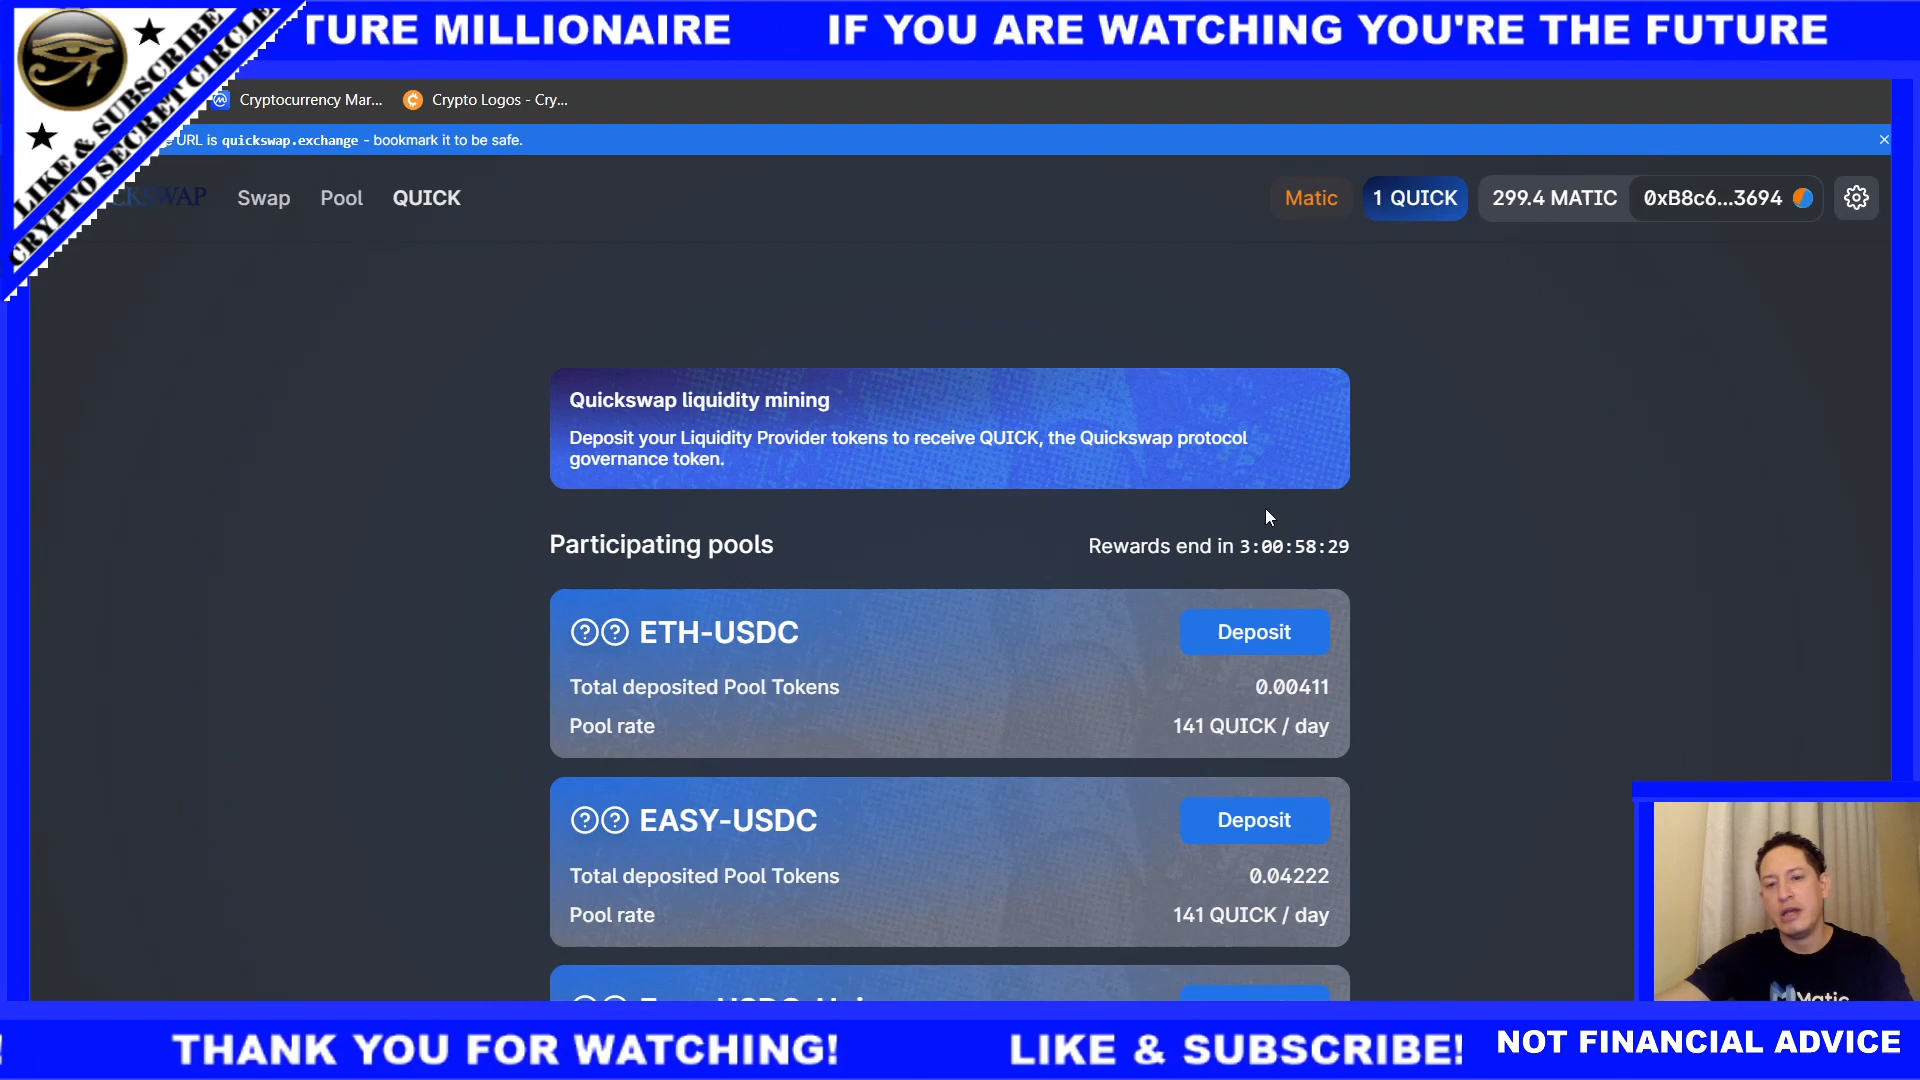 TURE MILLIONAIRE IF YOU ARE WATCHING YOU'RE THE FUTURE
LIKE & SUBSCRIBE
CRYPTO SECRET CIRCLE
Cryptocurrency Mar... Crypto Logos - Cry...
URL is quickswap.exchange - bookmark it to be safe.
CKSWAP Swap Pool QUICK Matic 1 QUICK 299.4 MATIC 0xB8c6...3694
Quickswap liquidity mining
Deposit your Liquidity Provider tokens to receive QUICK, the Quickswap protocol
governance token.
Participating pools Rewards end in 3:00:58:29
ETH-USDC Deposit
Total deposited Pool Tokens 0.00411
Pool rate 141 QUICK / day
EASY-USDC Deposit
Total deposited Pool Tokens 0.04222
Pool rate 141 QUICK / day
Matic
! THANK YOU FOR WATCHING! LIKE & SUBSCRIBE! NOT FINANCIAL ADVICE